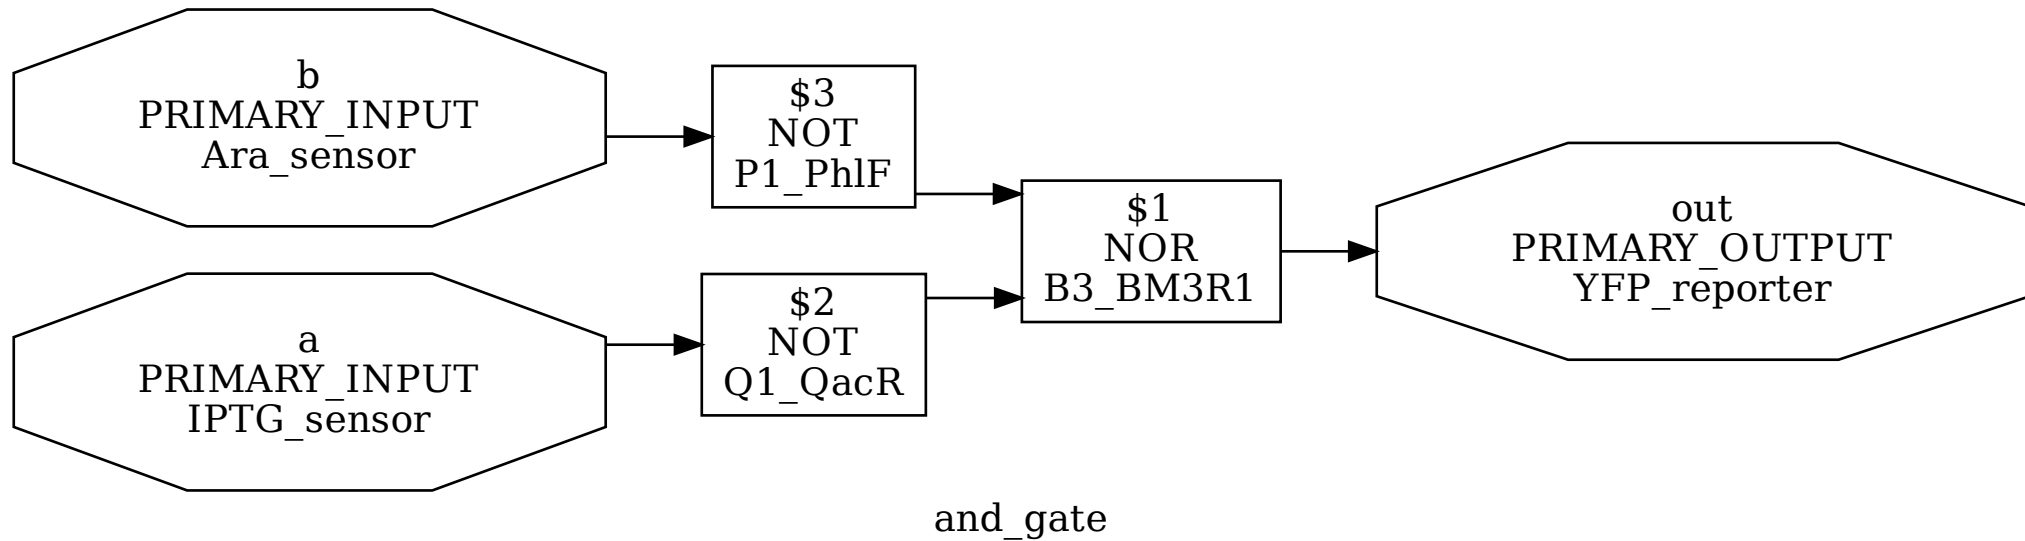 b
PRIMARY_INPUT
Ara_sensor
$3
NOT
P1_PhlF
a
PRIMARY_INPUT
IPTG_sensor
$2
NOT
Q1_QacR
$1
NOR
B3_BM3R1
out
PRIMARY_OUTPUT
YFP_reporter
and_gate